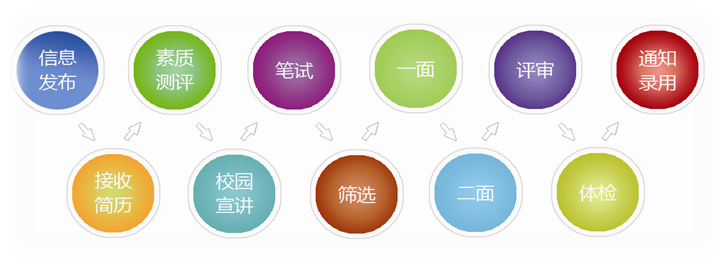 信息
发布
接收
简历
素质
测评
校园
宣讲
笔试
筛选
一面
二面
评审
体检
通知
录用